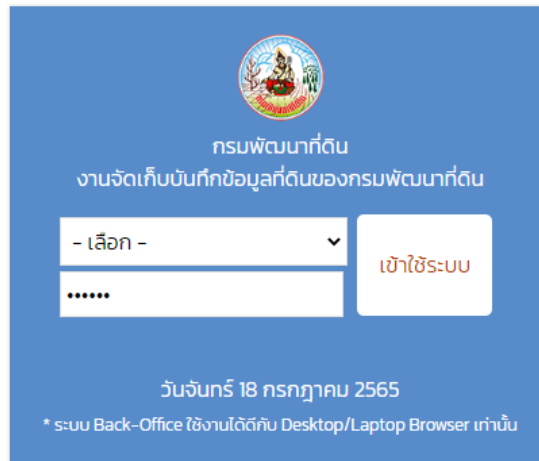 กรมพัฒนาที่ดิน
งานจัดเก็บบันทึกข้อมูลที่ดินของกรมพัฒนาที่ดิน
- เลือก -
เข้าใช้ระบบ
••••••
วันจันทร์ 18 กรกฎาคม 2565
* ระบบ Back-Office ใช้งานได้ดีกับ Desktop/Laptop Browser เท่านั้น